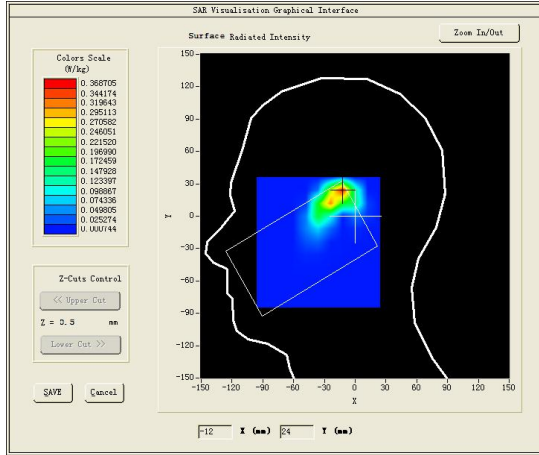 SAR Visualisation Graphical Interface
Surface Radiated Intensity
Zoom In/Out
Colors Scale
(W/kg)
0.368705
0.344174
0.319643
0.295113
0.270582
0.246051
0.221520
0.196990
0.172459
0.147928
0.123397
0.098867
0.074336
0.049805
0.025274
0.000744
Z-Cuts Control
<< Upper Cut
Z = 3.5 mm
Lower Cut >>
SAVE Cancel
150
120
90
60
30
0
-30
-60
-90
-120
-150
Y
-150 -120 -90 -60 -30 0 30 60 90 120 150
X
-12 X (mm) 24 Y (mm)